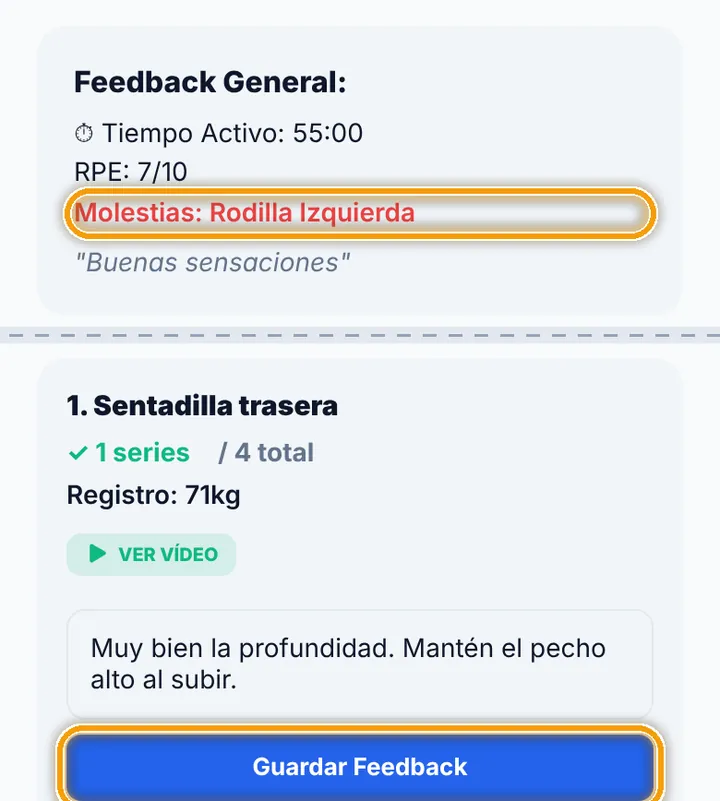 Feedback General:
⏱ Tiempo Activo: 55:00
RPE: 7/10
Molestias: Rodilla Izquierda
"Buenas sensaciones"
1. Sentadilla trasera
✓ 1 series / 4 total
Registro: 71kg
▶ VER VÍDEO
Muy bien la profundidad. Mantén el pecho
alto al subir.
Guardar Feedback